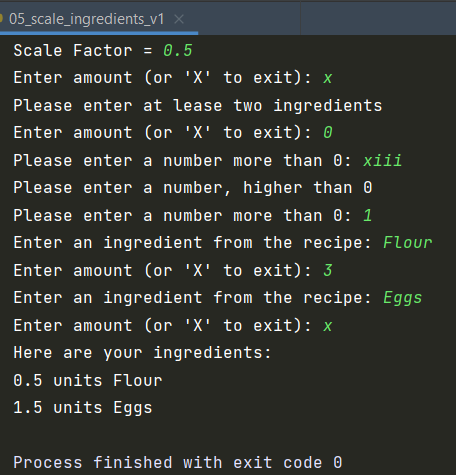 05_scale_ingredients_v1
Scale Factor = 0.5
Enter amount (or 'X' to exit): x
Please enter at lease two ingredients
Enter amount (or 'X' to exit): 0
Please enter a number more than 0: xiii
Please enter a number, higher than 0
Please enter a number more than 0: 1
Enter an ingredient from the recipe: Flour
Enter amount (or 'X' to exit): 3
Enter an ingredient from the recipe: Eggs
Enter amount (or 'X' to exit): x
Here are your ingredients:
0.5 units Flour
1.5 units Eggs
Process finished with exit code 0